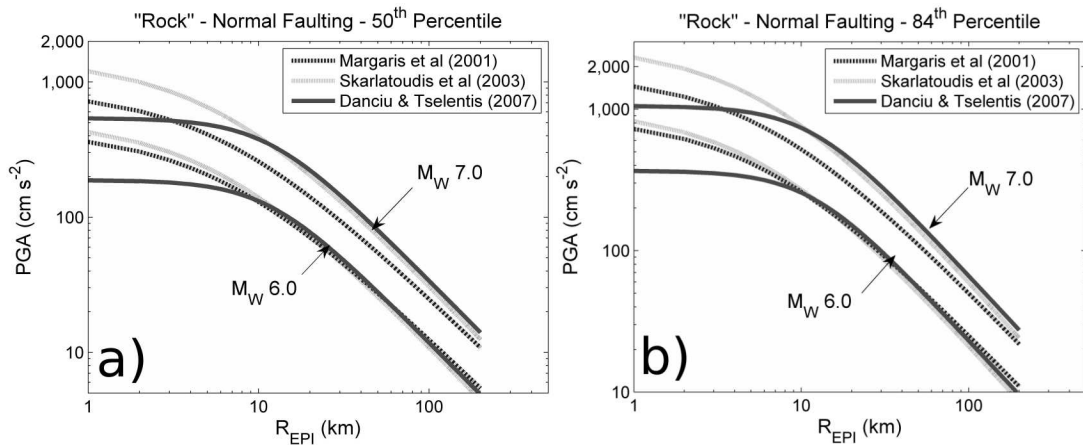 "Rock" - Normal Faulting - 50th Percentile
2,000
1,000
100
10
PGA (cm s-2)
Margaris et al (2001)
Skarlatoudis et al (2003)
Danciu & Tselentis (2007)
MW 7.0
MW 6.0
a)
1
10
100
REPI (km)
"Rock" - Normal Faulting - 84th Percentile
2,000
1,000
100
10
PGA (cm s-2)
Margaris et al (2001)
Skarlatoudis et al (2003)
Danciu & Tselentis (2007)
MW 7.0
MW 6.0
b)
1
10
100
REPI (km)